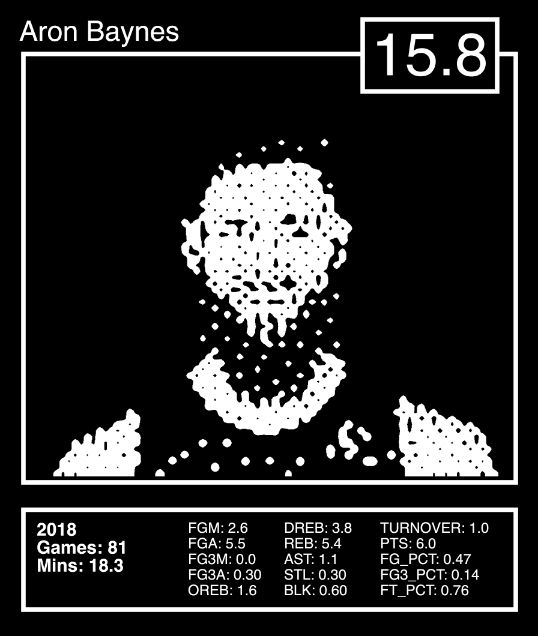 Aron Baynes
15.8
2018
Games: 81
Mins: 18.3
FGM: 2.6
FGA: 5.5
FG3M: 0.0
FG3A: 0.30
OREB: 1.6
DREB: 3.8
REB: 5.4
AST: 1.1
STL: 0.30
BLK: 0.60
TURNOVER: 1.0
PTS: 6.0
FG_PCT: 0.47
FG3_PCT: 0.14
FT_PCT: 0.76